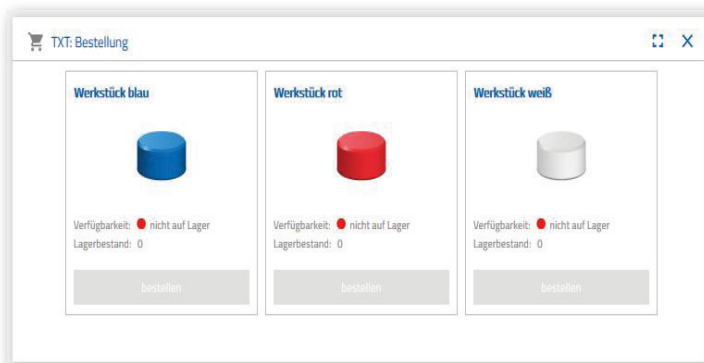 TXT: Bestellung
Werkstück blau
Verfügbarkeit: nicht auf Lager
Lagerbestand: 0
bestellen
Werkstück rot
Verfügbarkeit: nicht auf Lager
Lagerbestand: 0
bestellen
Werkstück weiß
Verfügbarkeit: nicht auf Lager
Lagerbestand: 0
bestellen